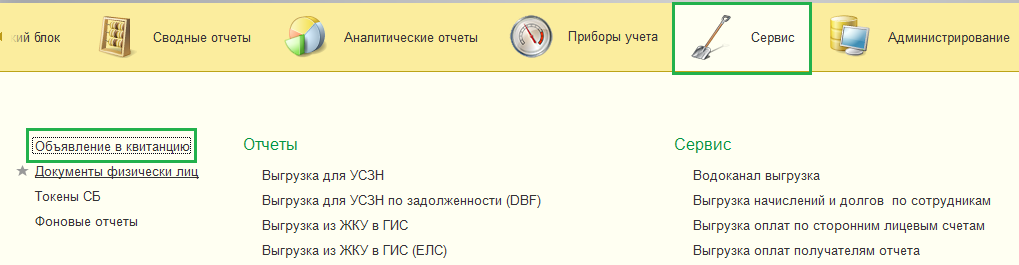 кий блок Сводные отчеты Аналитические отчеты Приборы учета Сервис Администрирование
Объявление в квитанцию
Документы физически лиц
Токены СБ
Фоновые отчеты
Отчеты
Выгрузка для УСЗН
Выгрузка для УСЗН по задолженности (DBF)
Выгрузка из ЖКУ в ГИС
Выгрузка из ЖКУ в ГИС (ЕЛС)
Сервис
Водоканал выгрузка
Выгрузка начислений и долгов по сотрудникам
Выгрузка оплат по сторонним лицевым счетам
Выгрузка оплат получателям отчета